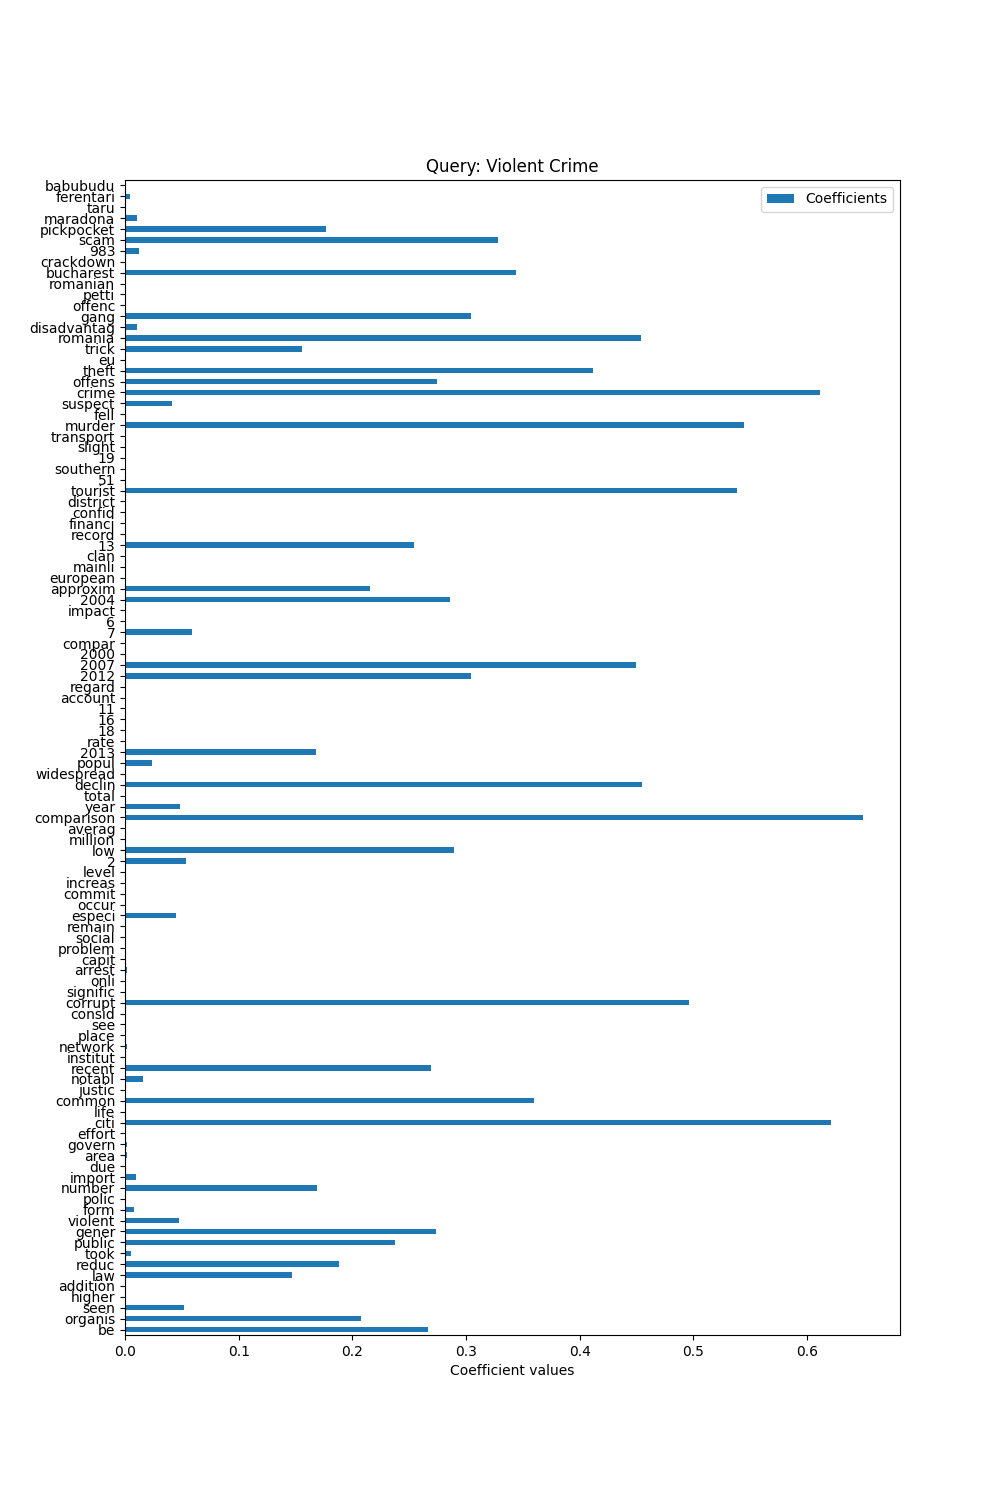 Query: Violent Crime
Coefficients
babubudu
ferentari
taru
maradona
pickpocket
scam
983
crackdown
bucharest
romanian
petti
offenc
gang
disadvantag
romania
trick
eu
theft
offens
crime
suspect
fell
murder
transport
slight
19
southern
51
tourist
district
confid
financi
record
13
clan
mainli
european
approxim
2004
impact
6
7
compar
2000
2007
2012
regard
account
11
16
18
rate
2013
popul
widespread
declin
total
year
comparison
averag
million
low
2
level
increas
commit
occur
especi
remain
social
problem
capit
arrest
onli
signific
corrupt
consid
see
place
network
institut
recent
notabl
justic
common
life
citi
effort
govern
area
due
import
number
polic
form
violent
gener
public
took
reduc
law
addition
higher
seen
organis
be
0.0 0.1 0.2 0.3 0.4 0.5 0.6
Coefficient values